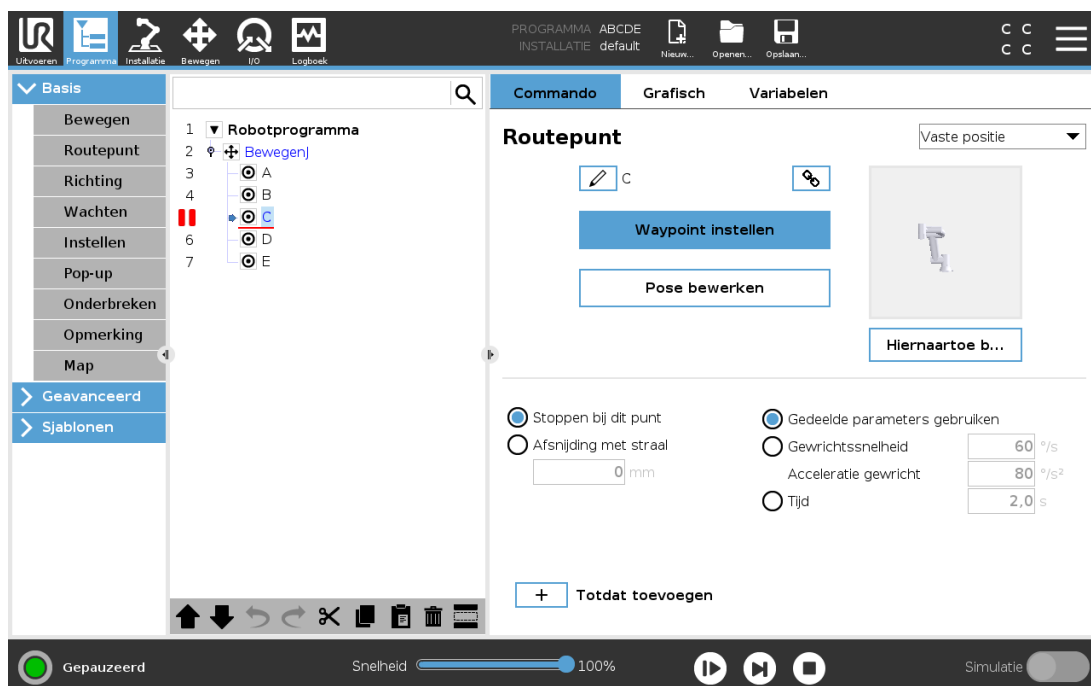 UR
PROGRAMMA ABCDE
INSTALLATIE default
C C
C C
Uitvoeren Programma Installatie Bewegen I/O Logboek Nieuw... Openen... Opslaan...
Basis
Bewegen
Routepunt
Richting
Wachten
Instellen
Pop-up
Onderbreken
Opmerking
Map
Geavanceerd
Sjablonen
1 Robotprogramma
2 BewegenJ
3 A
4 B
C
6 D
7 E
Commando Grafisch Variabelen
Routepunt
Vaste positie
C
Waypoint instellen
Pose bewerken
Hiernaartoe b...
Stoppen bij dit punt
Afsnijding met straal
0 mm
Gedeelde parameters gebruiken
Gewrichtssnelheid 60 °/s
Acceleratie gewricht 80 °/s²
Tijd 2,0 s
+ Totdat toevoegen
Gepauzeerd
Snelheid 100%
Simulatie